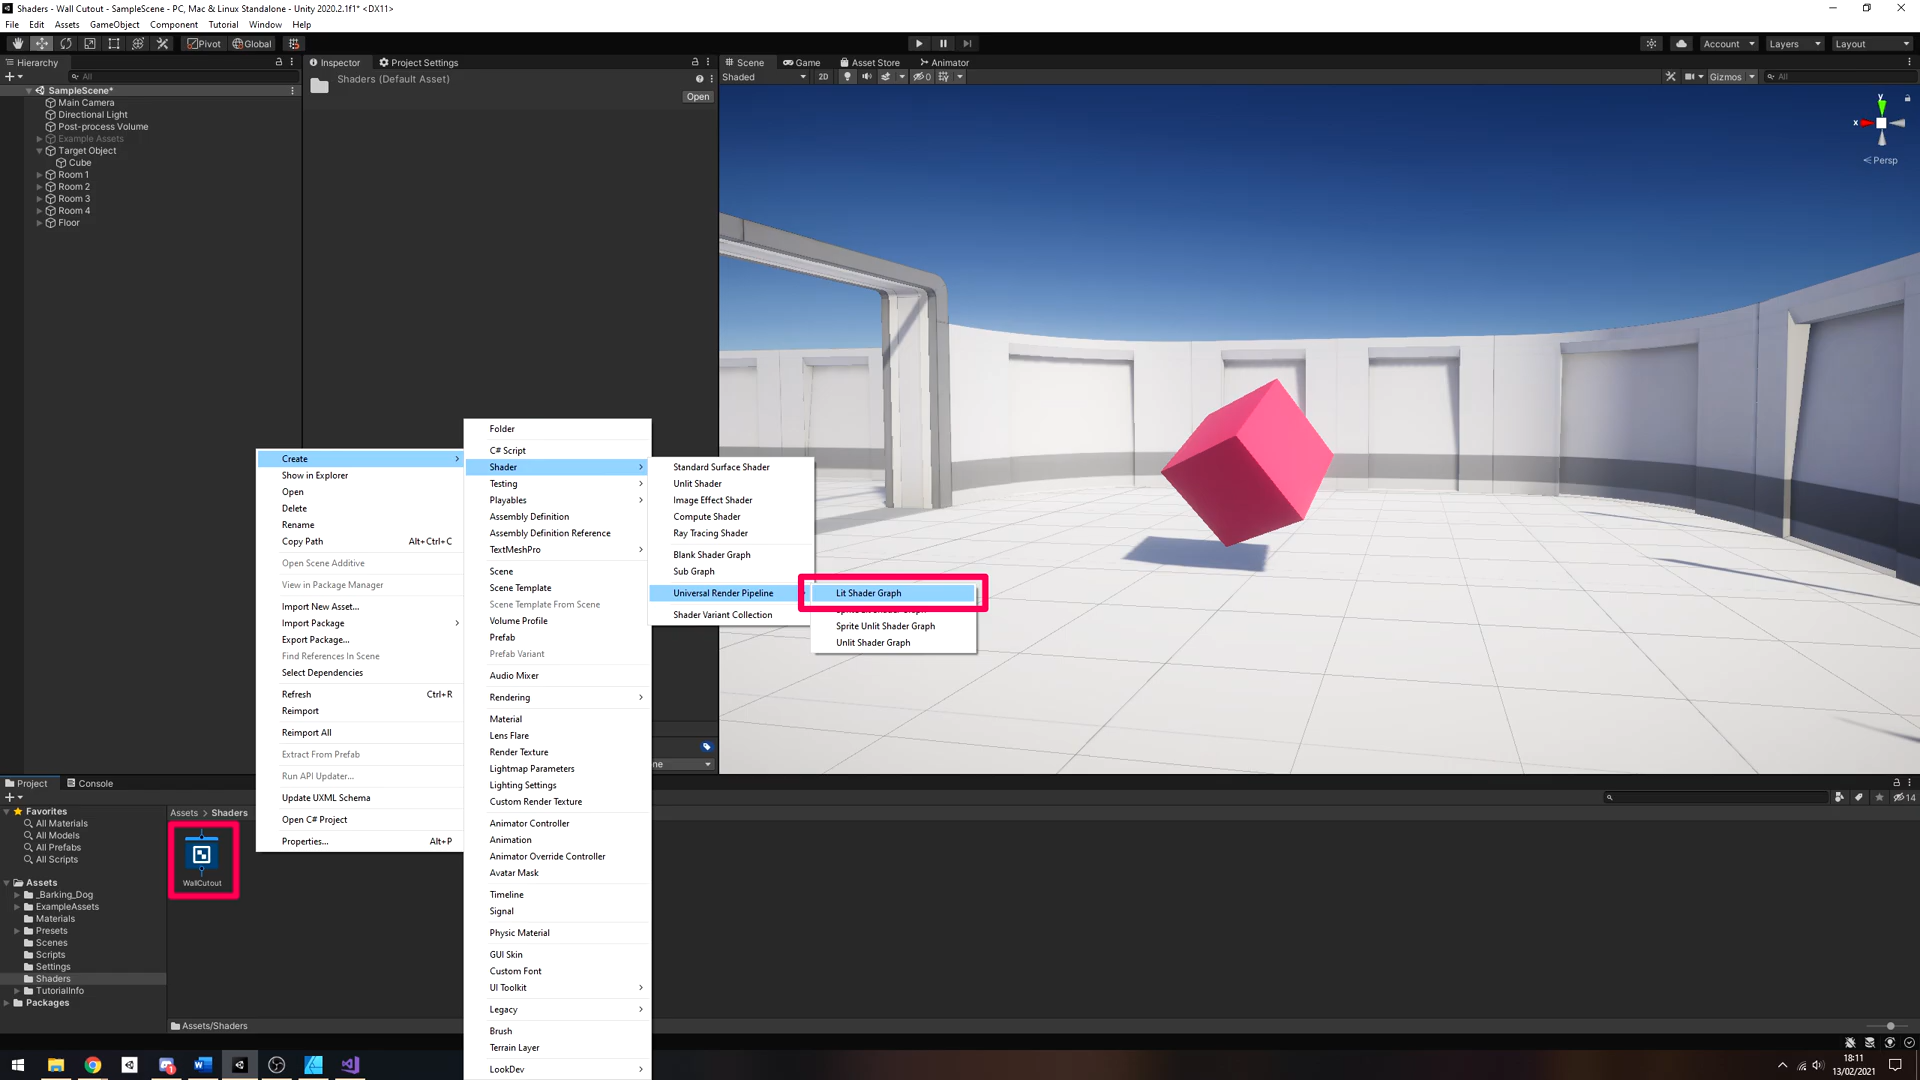 Shaders - Wall Cutout - SampleScene - PC, Mac & Linux Standalone - Unity 2020.2.1f1* <DX11>
File Edit Assets GameObject Component Tutorial Window Help
Pivot Global Account Layers Layout
Hierarchy
All
SampleScene*
Main Camera
Directional Light
Post-process Volume
Example Assets
Target Object
Cube
Room 1
Room 2
Room 3
Room 4
Floor
Inspector Project Settings
Shaders (Default Asset)
Open
Scene Game Asset Store Animator
Shaded 2D 0 Gizmos All
y
x
Persp
Create
Show in Explorer
Open
Delete
Rename
Copy Path Alt+Ctrl+C
Open Scene Additive
View in Package Manager
Import New Asset...
Import Package
Export Package...
Find References In Scene
Select Dependencies
Refresh Ctrl+R
Reimport
Reimport All
Extract From Prefab
Run API Updater...
Update UXML Schema
Open C# Project
Properties... Alt+P
Folder
C# Script
Shader
Testing
Playables
Assembly Definition
Assembly Definition Reference
TextMeshPro
Scene
Scene Template
Scene Template From Scene
Volume Profile
Prefab
Prefab Variant
Audio Mixer
Rendering
Material
Lens Flare
Render Texture
Lightmap Parameters
Lighting Settings
Custom Render Texture
Animator Controller
Animation
Animator Override Controller
Avatar Mask
Timeline
Signal
Physic Material
GUI Skin
Custom Font
UI Toolkit
Legacy
Brush
Terrain Layer
LookDev
Standard Surface Shader
Unlit Shader
Image Effect Shader
Compute Shader
Ray Tracing Shader
Blank Shader Graph
Sub Graph
Universal Render Pipeline
Shader Variant Collection
Lit Shader Graph
Sprite Unlit Shader Graph
Unlit Shader Graph
ne
Project Console
14
Favorites
All Materials
All Models
All Prefabs
All Scripts
Assets
_Barking_Dog
ExampleAssets
Materials
Presets
Scenes
Scripts
Settings
Shaders
TutorialInfo
Packages
Assets > Shaders
WallCutout
Assets/Shaders
1
18:11
13/02/2021